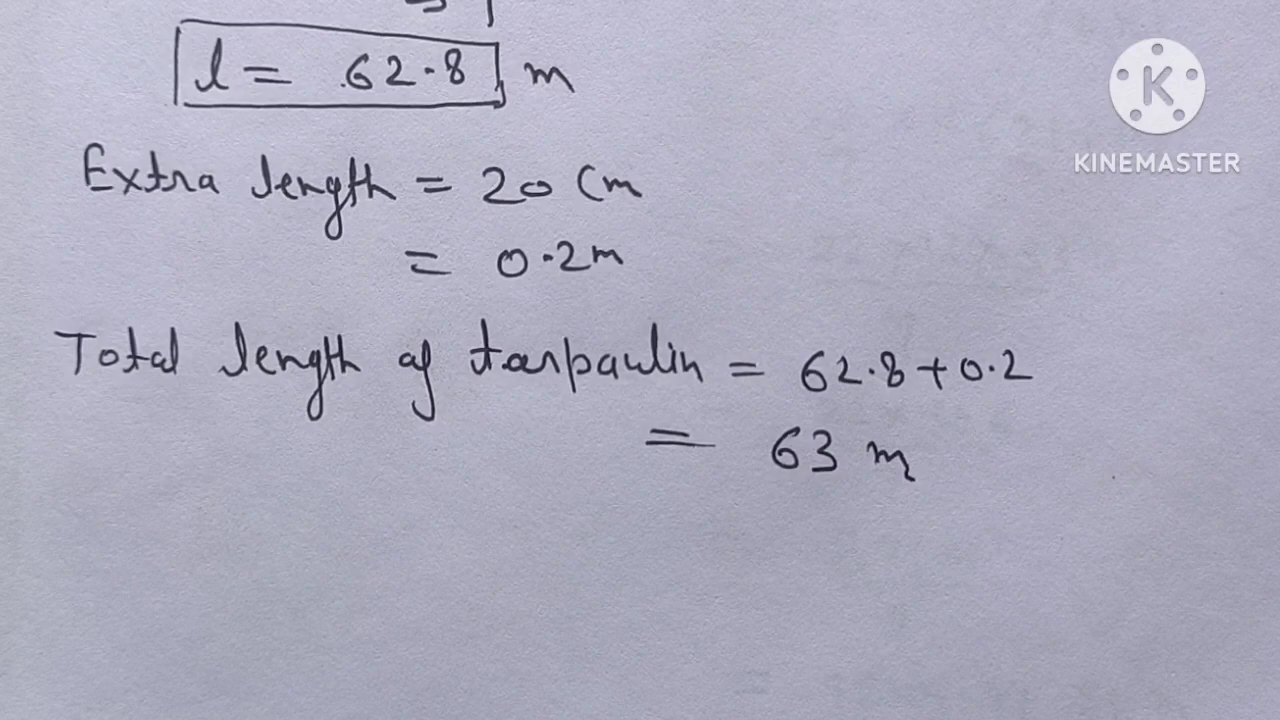 l = 62.8 m
K
KINEMASTER
Extra length = 20 Cm
= 0.2m
Total length of tarpaulin = 62.8+0.2
= 63 m